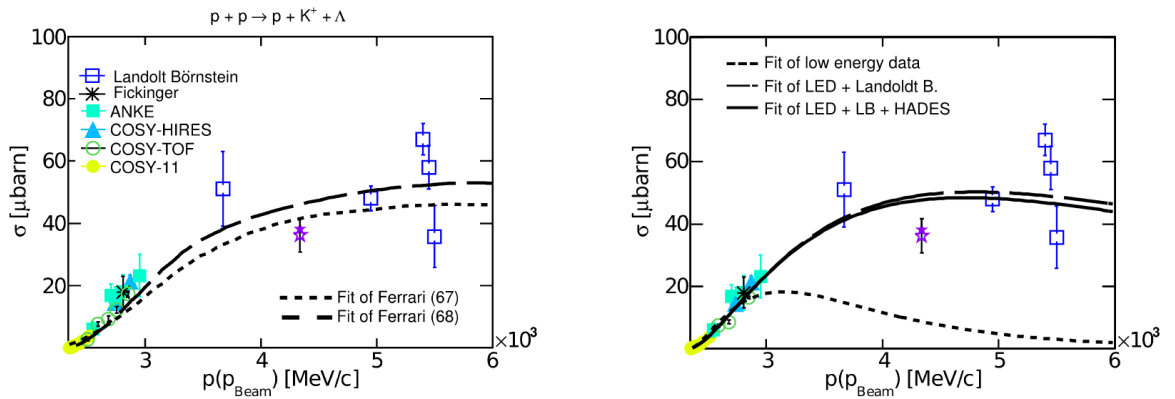 p + p → p + K⁺ + Λ
σ [μbarn]
100
80
60
40
20
Landolt Börnstein
Fickinger
ANKE
COSY-HIRES
COSY-TOF
COSY-11
Fit of Ferrari (67)
Fit of Ferrari (68)
3
4
5
6
×10³
p(p_Beam) [MeV/c]
σ [μbarn]
100
80
60
40
20
Fit of low energy data
Fit of LED + Landoldt B.
Fit of LED + LB + HADES
3
4
5
6
×10³
p(p_Beam) [MeV/c]